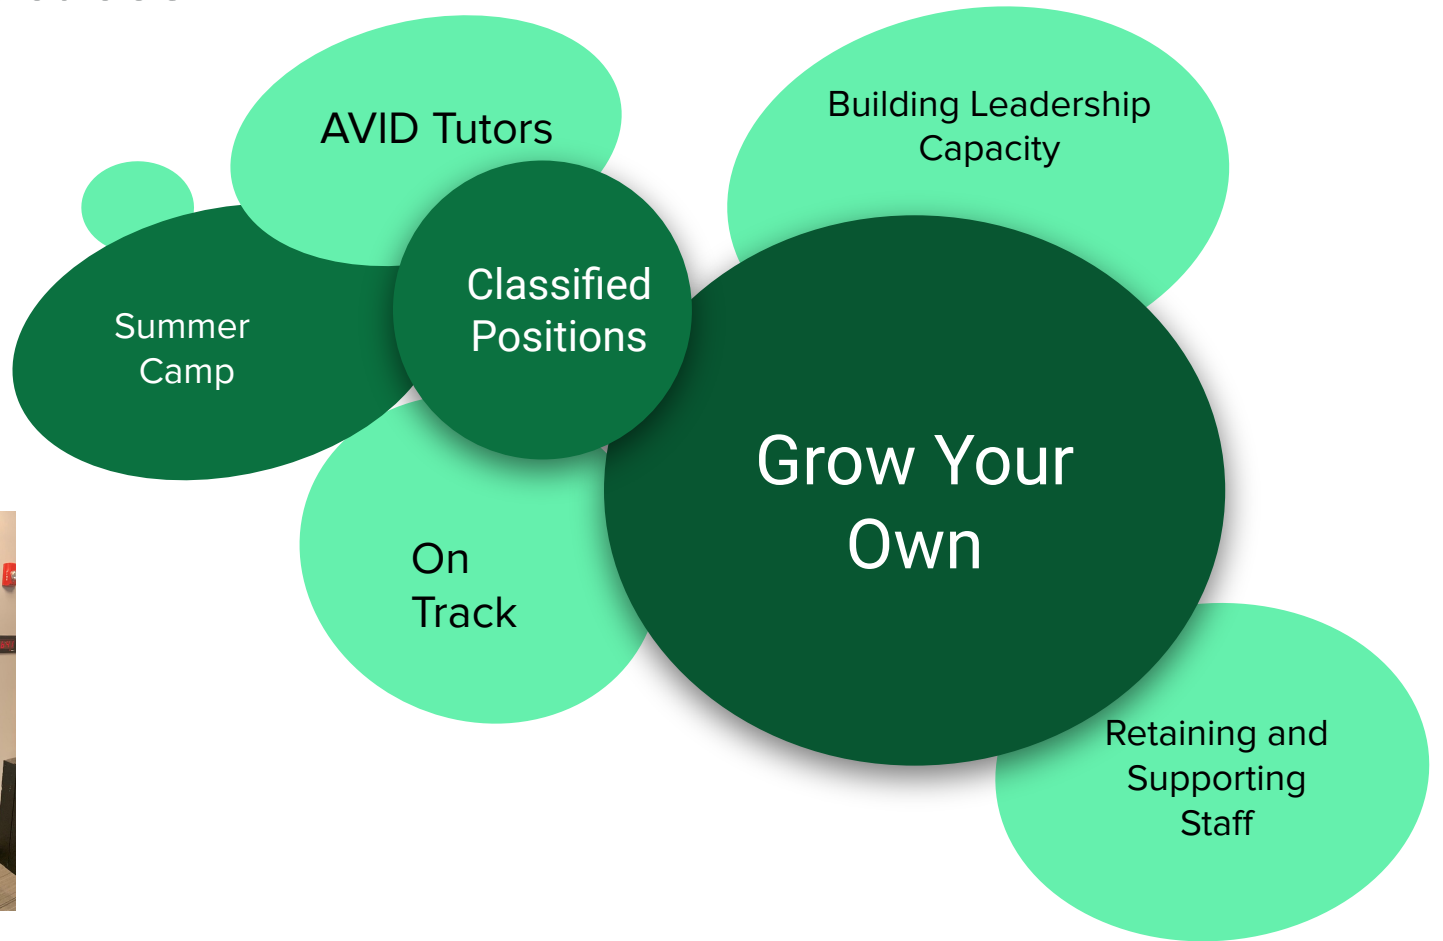 AVID Tutors
Building Leadership
Capacity
Classified
Positions
Summer
Camp
Grow Your
Own
On
Track
Retaining and
Supporting
Staff